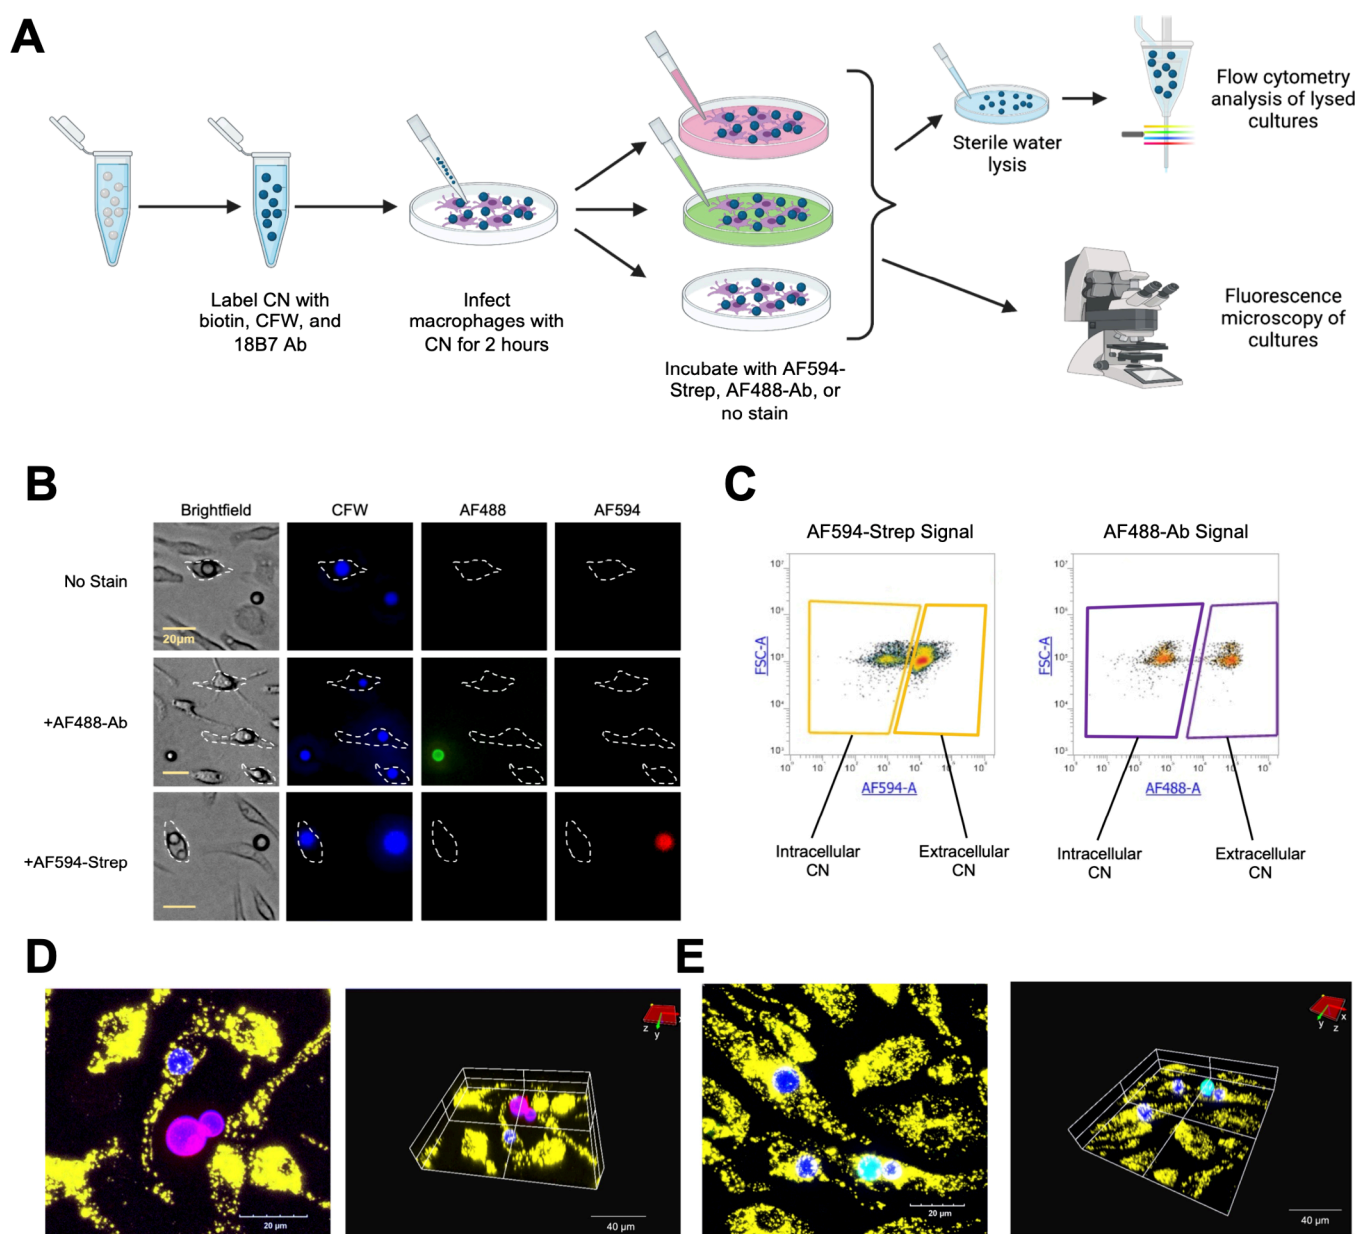 A
Label CN with
biotin, CFW, and
18B7 Ab
Infect
macrophages with
CN for 2 hours
Incubate with AF594-
Strep, AF488-Ab, or
no stain
Sterile water
lysis
Flow cytometry
analysis of lysed
cultures
Fluorescence
microscopy of
cultures
B
Brightfield CFW AF488 AF594
No Stain
20μm
+AF488-Ab
+AF594-Strep
C
AF594-Strep Signal
FSC-A
AF594-A
Intracellular
CN
Extracellular
CN
AF488-Ab Signal
FSC-A
AF488-A
Intracellular
CN
Extracellular
CN
D
20 μm
z y x
40 μm
E
20 μm
y z x
40 μm